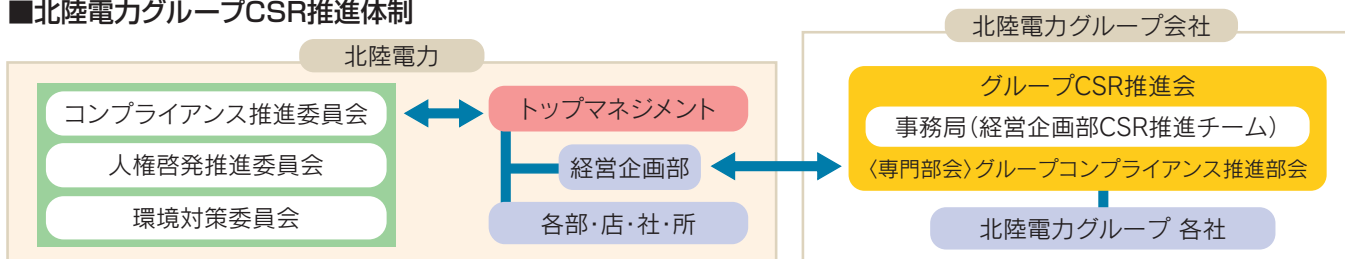 ■北陸電力グループCSR推進体制
北陸電力
コンプライアンス推進委員会
人権啓発推進委員会
環境対策委員会
トップマネジメント
経営企画部
各部・店・社・所
北陸電力グループ会社
グループCSR推進会
事務局(経営企画部CSR推進チーム)
〈専門部会〉グループコンプライアンス推進部会
北陸電力グループ 各社